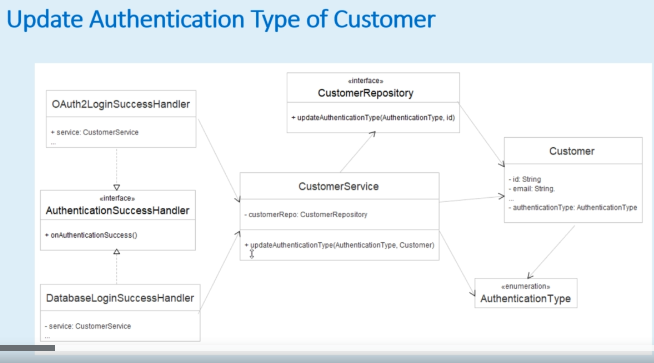 Update Authentication Type of Customer
OAuth2LoginSuccessHandler
+ service: CustomerService
...
«interface»
AuthenticationSuccessHandler
+ onAuthenticationSuccess()
DatabaseLoginSuccessHandler
- service: CustomerService
...
«interface»
CustomerRepository
+ updateAuthenticationType(AuthenticationType, id)
CustomerService
- customerRepo: CustomerRepository
+ updateAuthenticationType(AuthenticationType, Customer)
Customer
- id: String
- email: String.
...
- authenticationType: AuthenticationType
«enumeration»
AuthenticationType